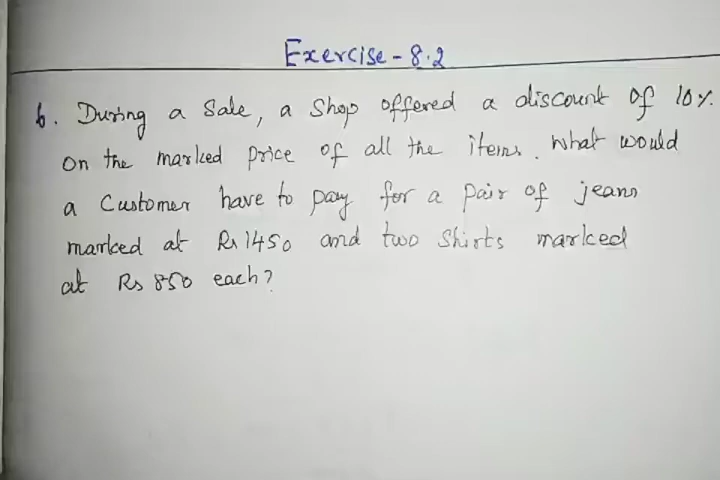 Exercise - 8.2
6. During a Sale, a Shop offered a discount of 10%.
on the marked price of all the items. What would
a Customer have to pay for a pair of jeans
marked at Rs 1450 and two Shirts marked
at Rs 850 each?